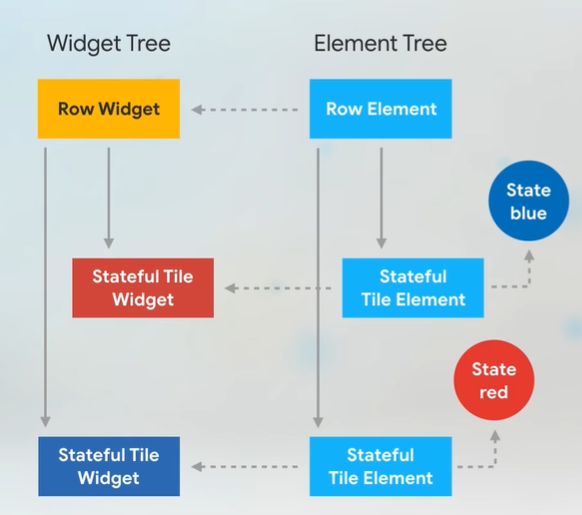 Widget Tree
Element Tree
Row Widget
Row Element
State
blue
Stateful Tile
Widget
Stateful
Tile Element
State
red
Stateful Tile
Widget
Stateful
Tile Element